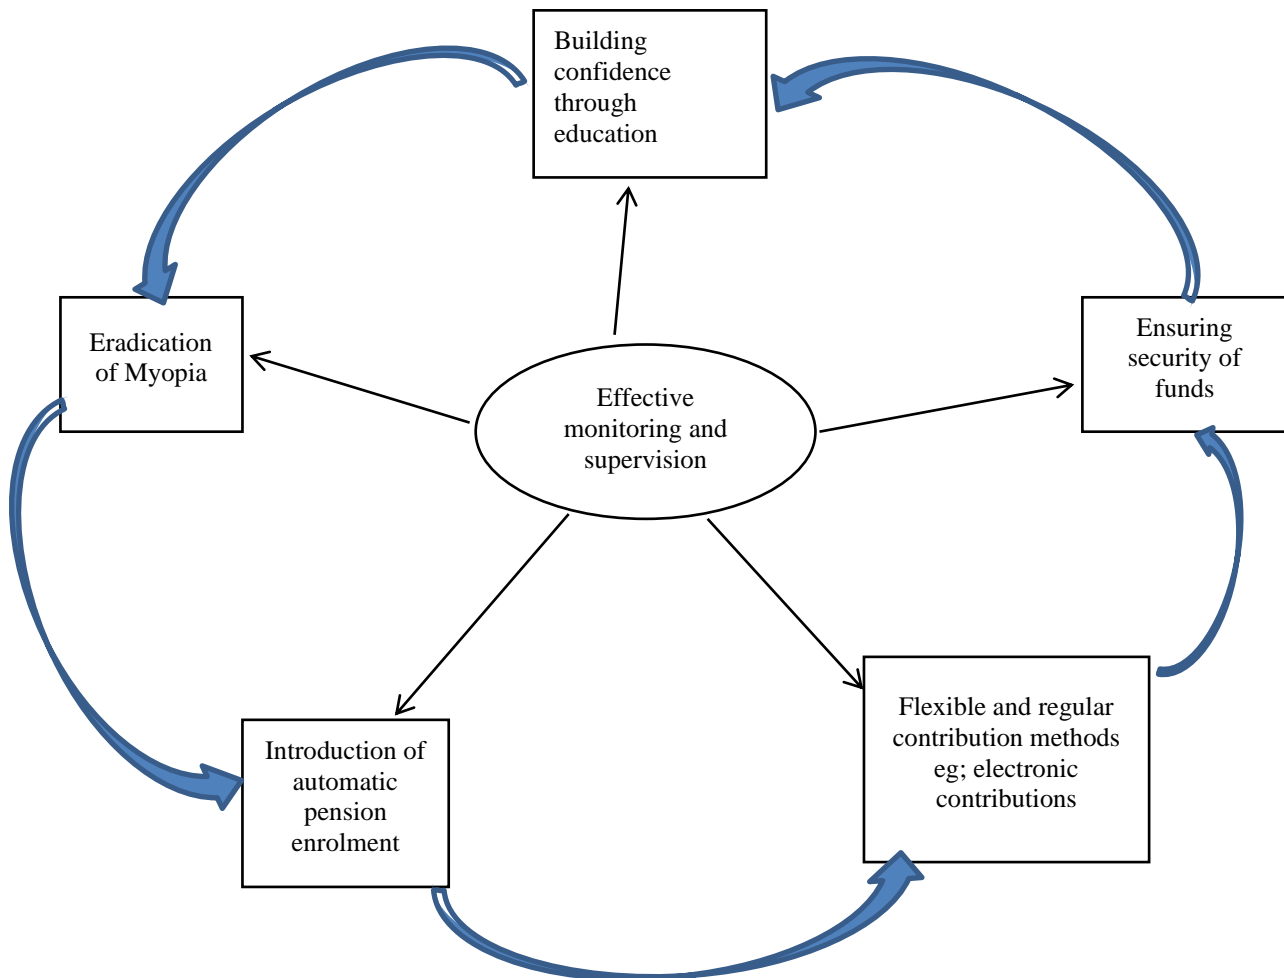 Building
confidence
through
education
Eradication
of Myopia
Effective
monitoring and
supervision
Ensuring
security of
funds
Introduction of
automatic
pension
enrolment
Flexible and regular
contribution methods
eg; electronic
contributions